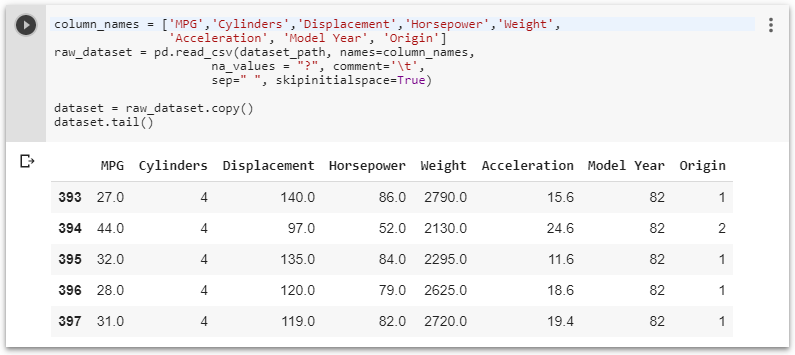 column_names = ['MPG','Cylinders','Displacement','Horsepower','Weight',
'Acceleration', 'Model Year', 'Origin']
raw_dataset = pd.read_csv(dataset_path, names=column_names,
na_values = "?", comment='\t',
sep=" ", skipinitialspace=True)
dataset = raw_dataset.copy()
dataset.tail()
MPG Cylinders Displacement Horsepower Weight Acceleration Model Year Origin
393 27.0 4 140.0 86.0 2790.0 15.6 82 1
394 44.0 4 97.0 52.0 2130.0 24.6 82 2
395 32.0 4 135.0 84.0 2295.0 11.6 82 1
396 28.0 4 120.0 79.0 2625.0 18.6 82 1
397 31.0 4 119.0 82.0 2720.0 19.4 82 1